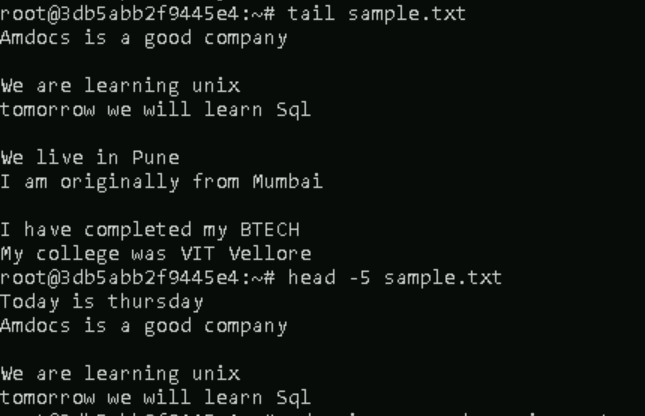 root@3db5abb2f9445e4:~# tail sample.txt
Amdocs is a good company

We are learning unix
tomorrow we will learn Sql

We live in Pune
I am originally from Mumbai

I have completed my BTECH
My college was VIT Vellore
root@3db5abb2f9445e4:~# head -5 sample.txt
Today is thursday
Amdocs is a good company

We are learning unix
tomorrow we will learn Sql